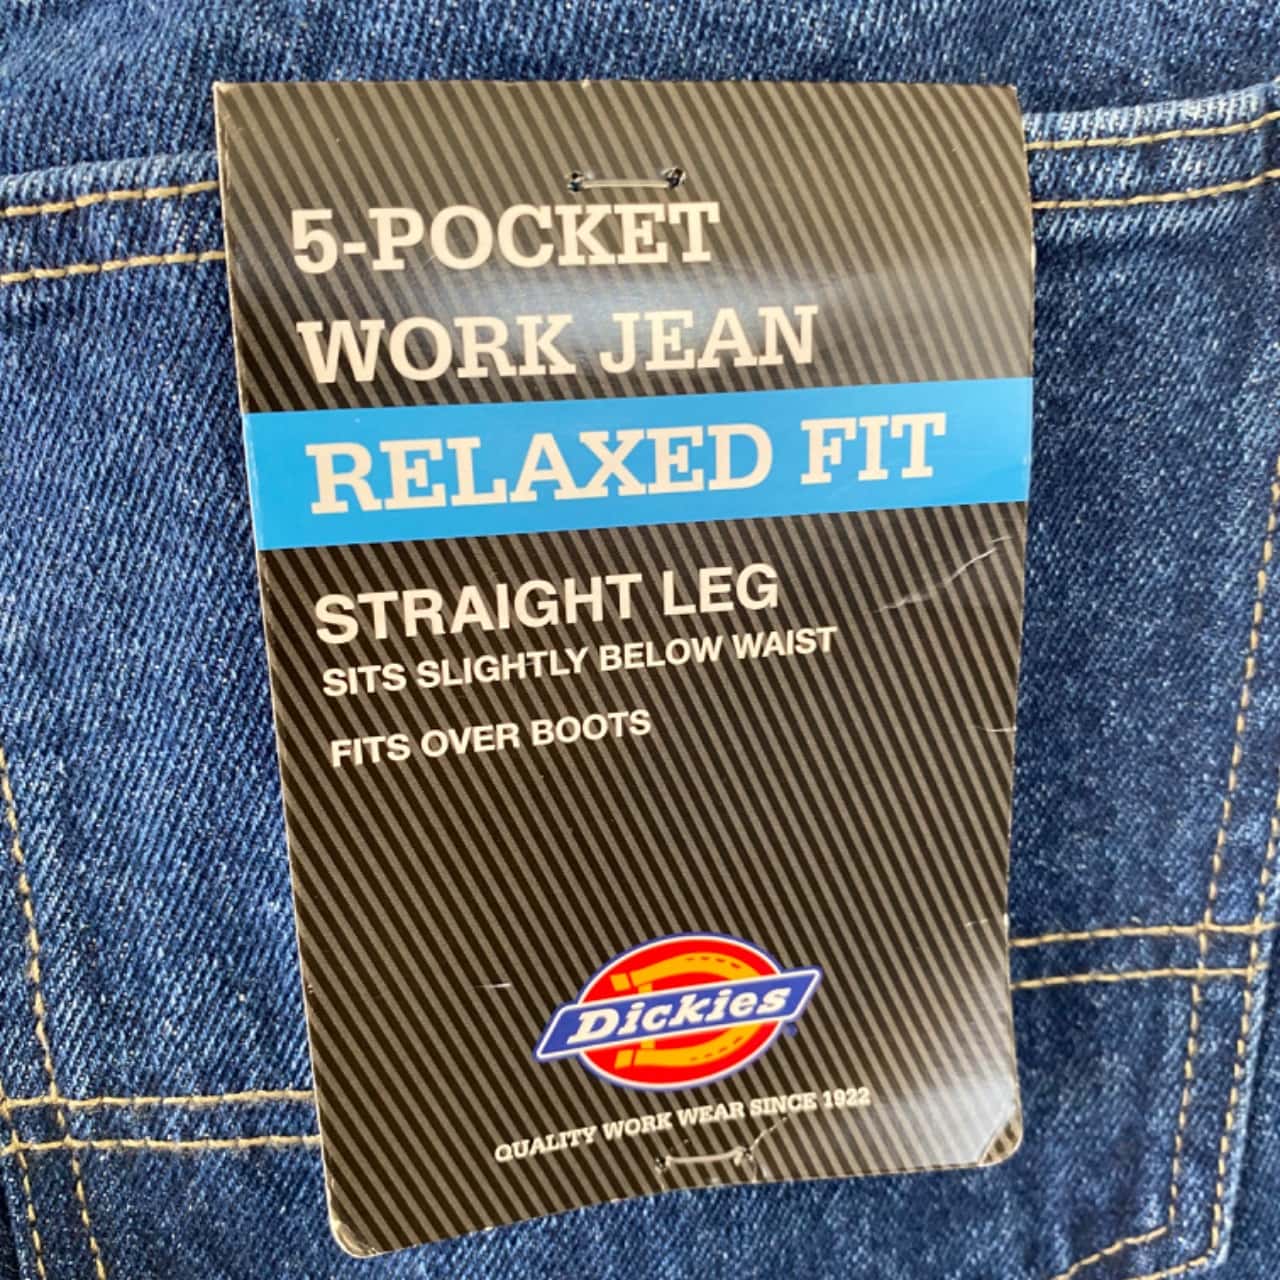 5-POCKET
WORK JEAN
RELAXED FIT
STRAIGHT LEG
SITS SLIGHTLY BELOW WAIST
FITS OVER BOOTS
Dickies
QUALITY WORK WEAR SINCE 1922